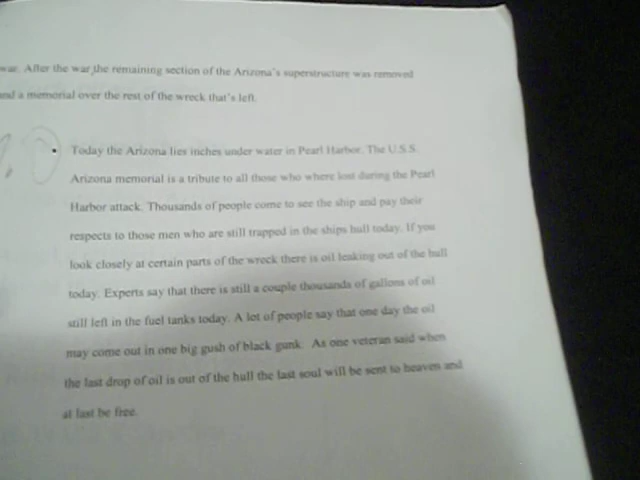 war. After the war,the remaining section of the Arizona's superstructure was removed
and a memorial over the rest of the wreck that's left.
• Today the Arizona lies inches under water in Pearl Harbor. The U.S.S.
Arizona memorial is a tribute to all those who where lost during the Pearl
Harbor attack. Thousands of people come to see the ship and pay their
respects to those men who are still trapped in the ships hull today. If you
look closely at certain parts of the wreck there is oil leaking out of the hull
today. Experts say that there is still a couple thousands of gallons of oil
still left in the fuel tanks today. A lot of people say that one day the oil
may come out in one big gush of black gunk. As one veteran said when
the last drop of oil is out of the hull the last soul will be sent to heaven and
at last be free.